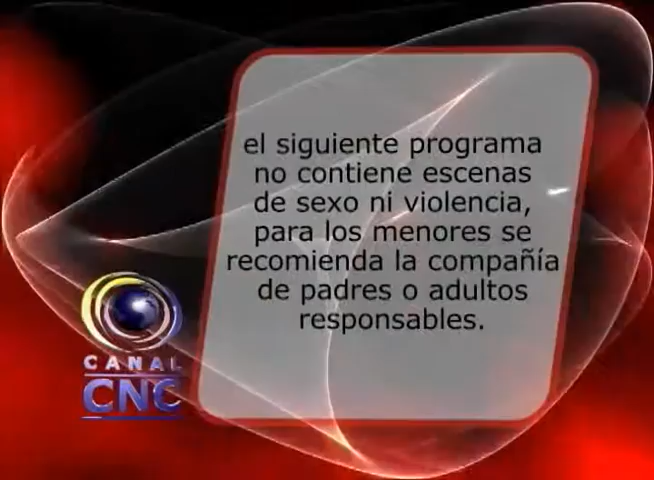 el siguiente programa
no contiene escenas
de sexo ni violencia,
para los menores se
recomienda la compañía
de padres o adultos
responsables.
CANAL
CNC